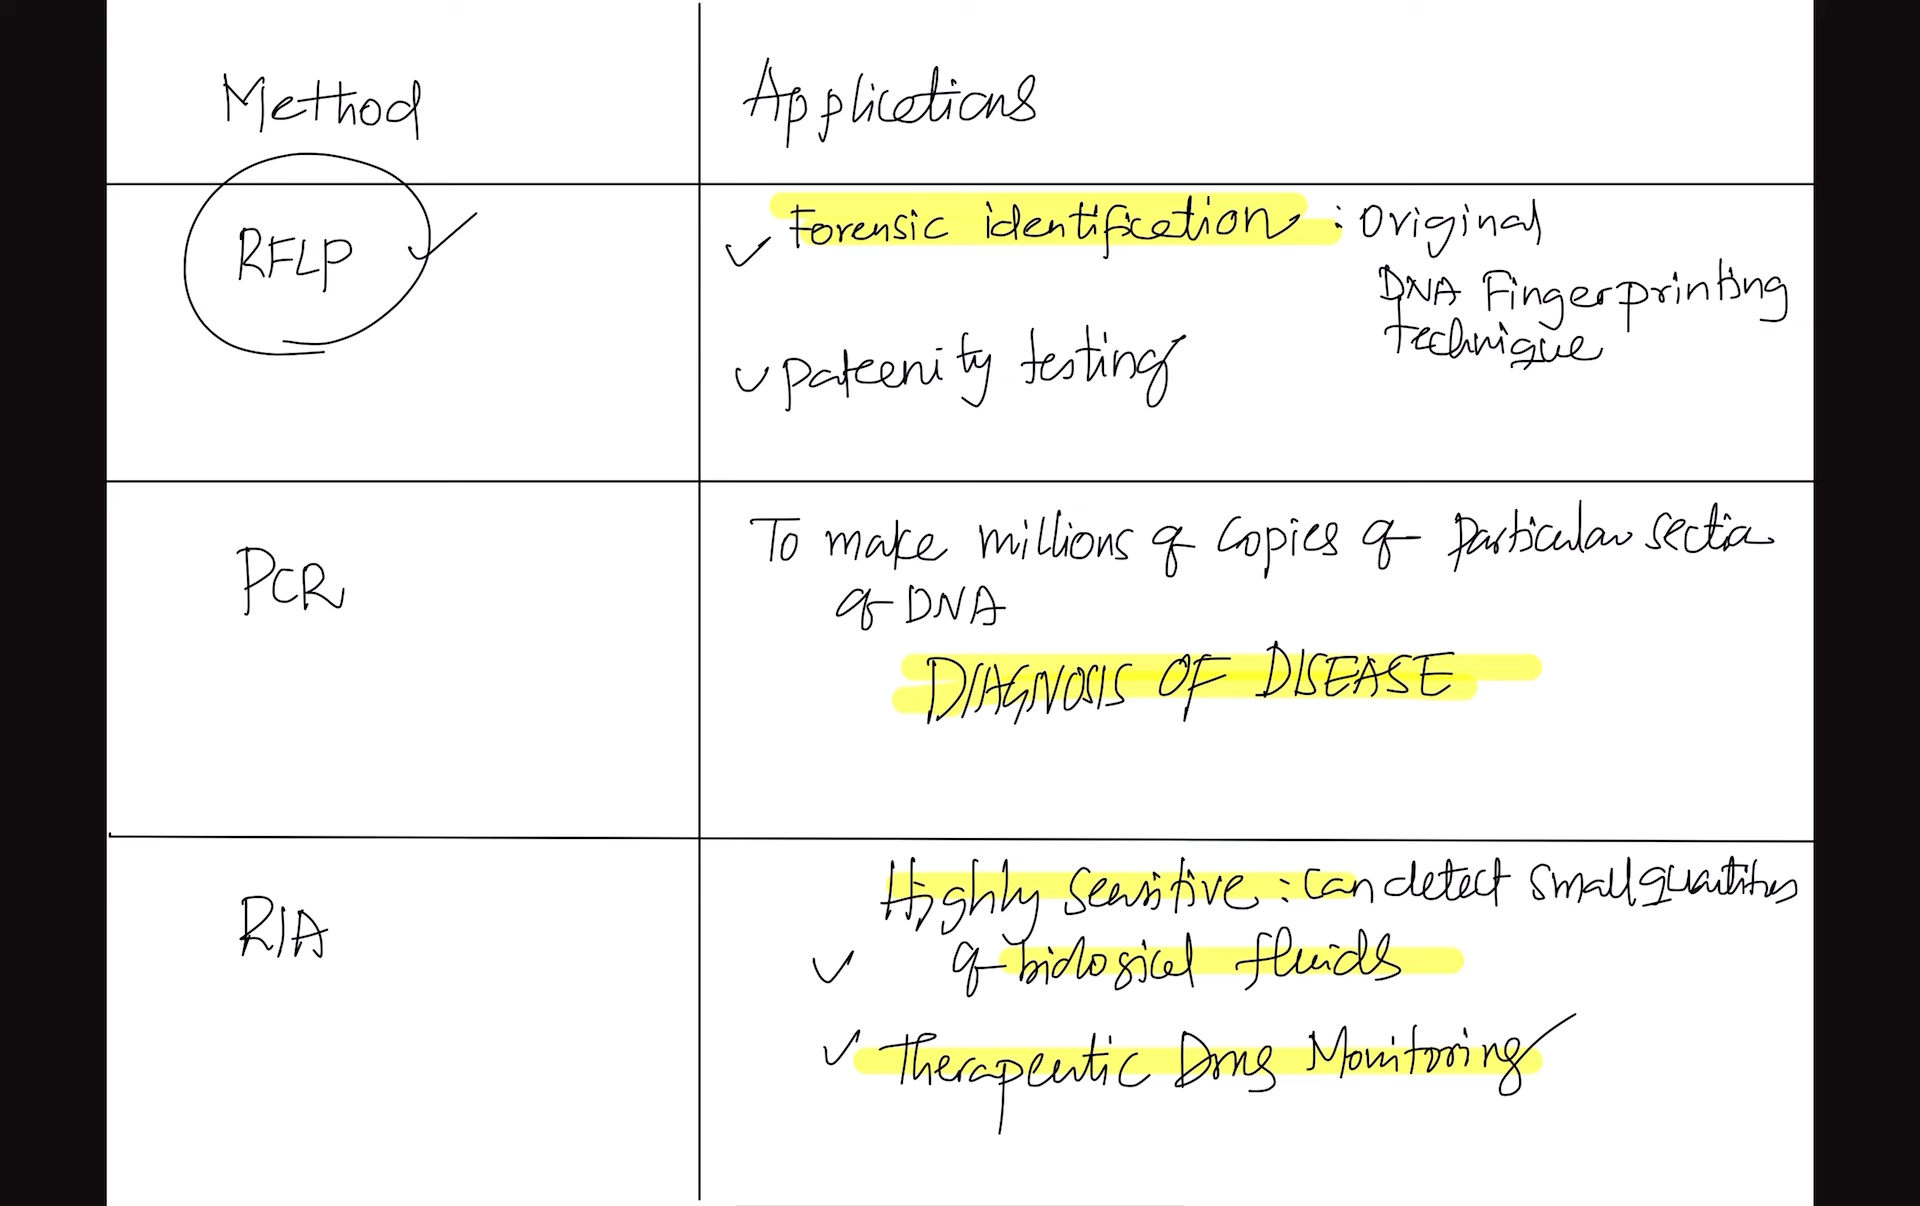 Method
Applications
RFLP
Forensic identification : Original
DNA Fingerprinting
Technique
Pateenity testing
PCR
To make millions of copies of particular sectio
of DNA
DIAGNOSIS OF DISEASE
RIA
Highly Sensitive : can detect small quantities
of biological fluids
Therapeutic Drug Monitoring